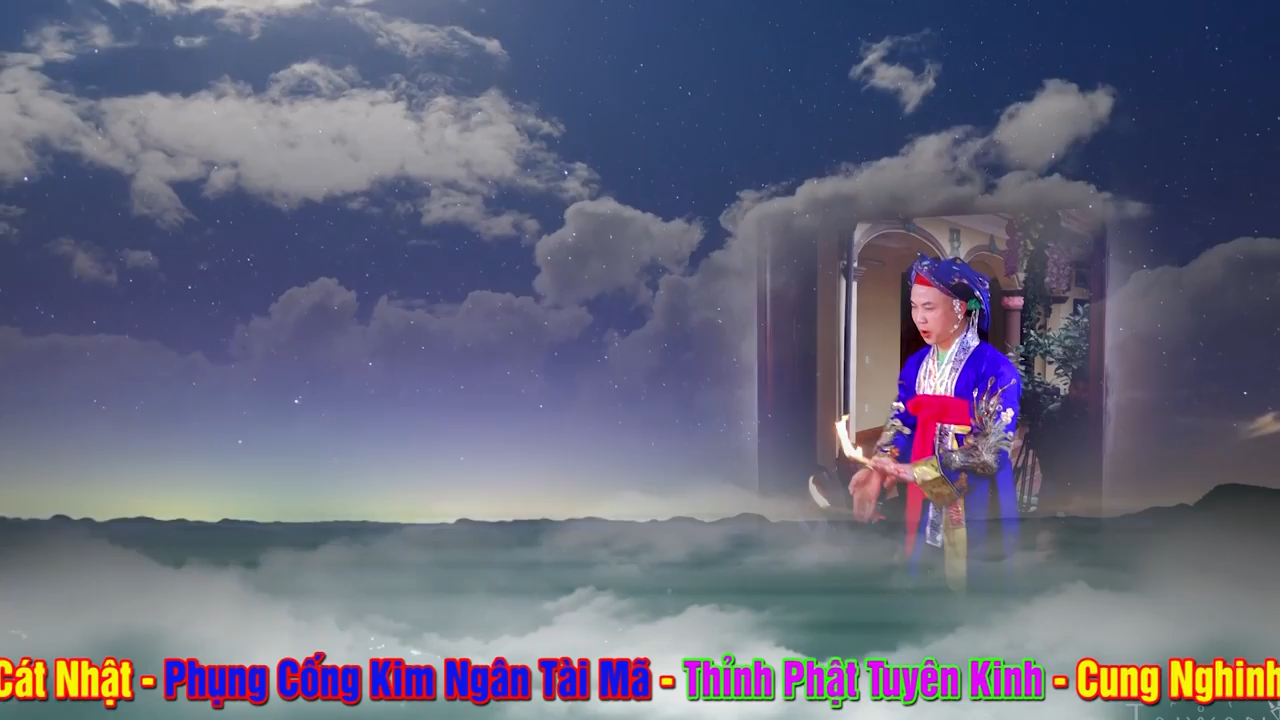 Cát Nhật - Phụng Cống Kim Ngân Tài Mã - Thỉnh Phật Tuyên Kinh - Cung Nghinh